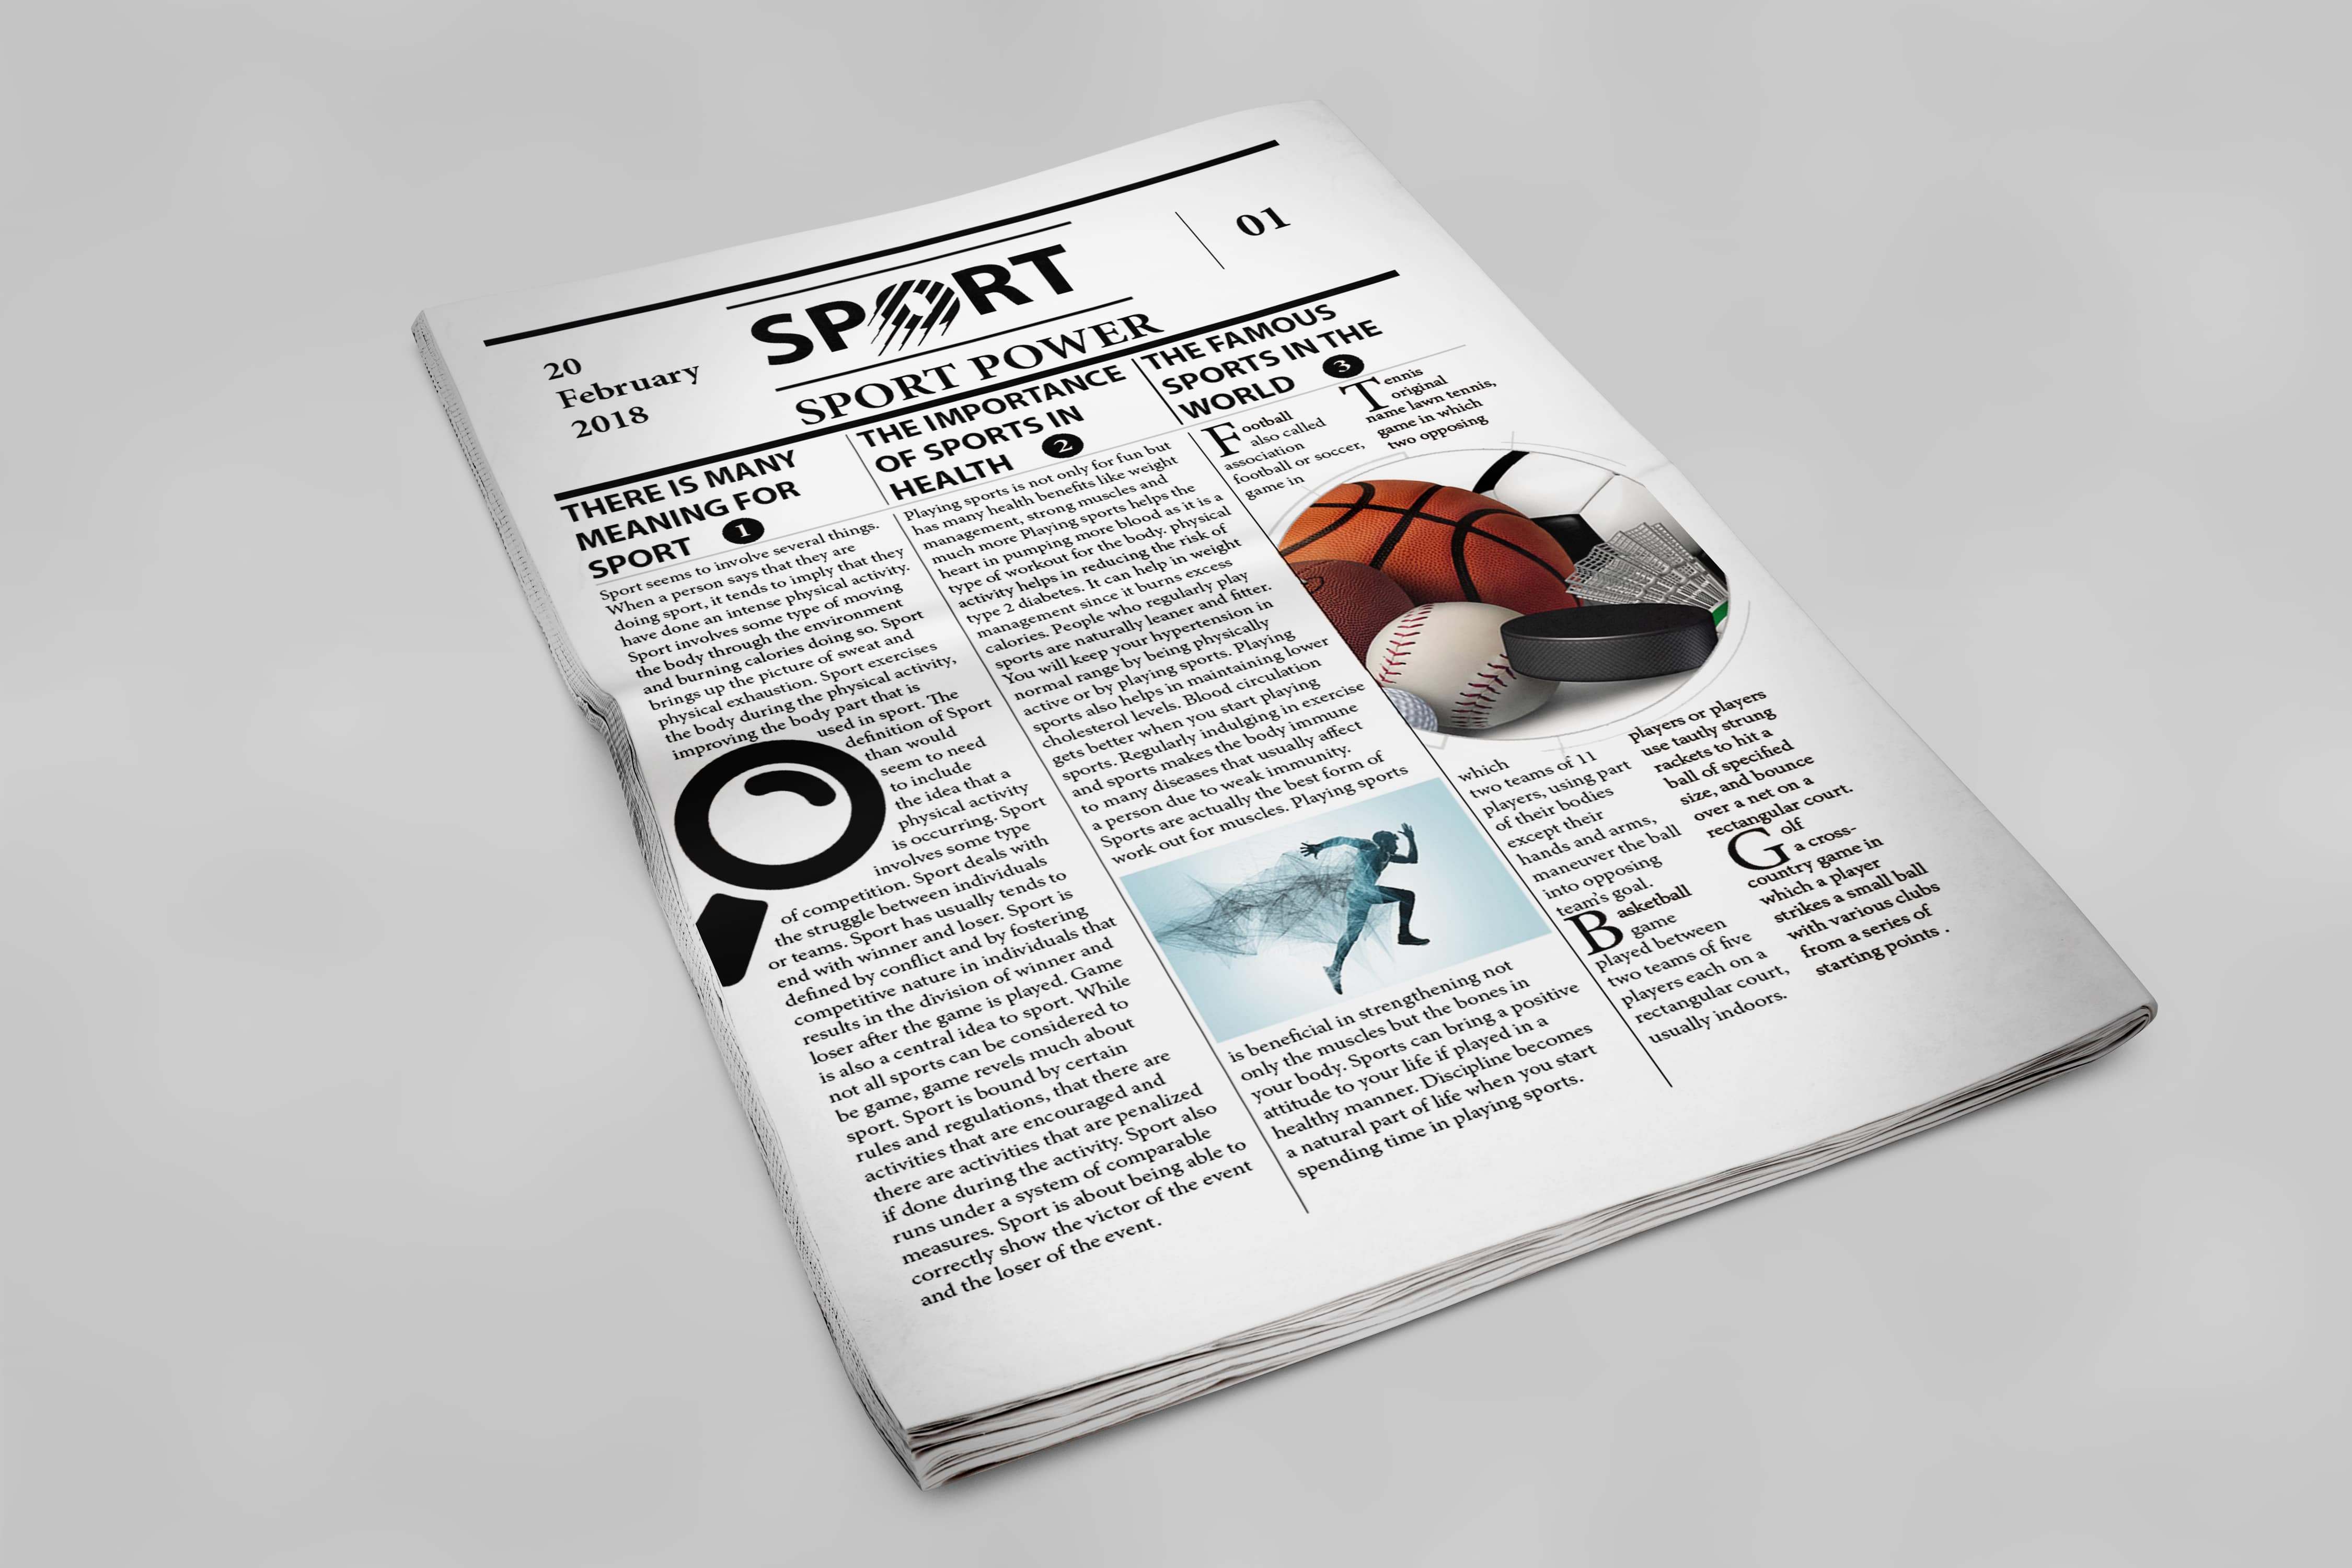 20
February
2018
SPORT
SPORT POWER
01
THERE IS MANY
MEANING FOR
SPORT 1
Sport seems to involve several things.
When a person says that they are
doing sport, it tends to imply that they
have done an intense physical activity.
Sport involves some type of moving
the body through the environment
and burning calories doing so. Sport
brings up the picture of sweat and
physical exhaustion. Sport exercises
the body during the physical activity,
improving the body part that is
used in sport. The
definition of Sport
than would
seem to need
to include
the idea that a
physical activity
is occurring. Sport
involves some type
of competition. Sport deals with
the struggle between individuals
or teams. Sport has usually tends to
end with winner and loser. Sport is
defined by conflict and by fostering
competitive nature in individuals that
results in the division of winner and
loser after the game is played. Game
is also a central idea to sport. While
not all sports can be considered to
be game, game revels much about
sport. Sport is bound by certain
rules and regulations, that there are
activities that are encouraged and
there are activities that are penalized
if done during the activity. Sport also
runs under a system of comparable
measures. Sport is about being able to
correctly show the victor of the event
and the loser of the event.
THE IMPORTANCE
OF SPORTS IN
HEALTH 2
Playing sports is not only for fun but
has many health benefits like weight
management, strong muscles and
much more Playing sports helps the
heart in pumping more blood as it is a
type of workout for the body. physical
activity helps in reducing the risk of
type 2 diabetes. It can help in weight
management since it burns excess
calories. People who regularly play
sports are naturally leaner and fitter.
You will keep your hypertension in
normal range by being physically
active or by playing sports. Playing
sports also helps in maintaining lower
cholesterol levels. Blood circulation
gets better when you start playing
sports. Regularly indulging in exercise
and sports makes the body immune
to many diseases that usually affect
a person due to weak immunity.
Sports are actually the best form of
work out for muscles. Playing sports
is beneficial in strengthening not
only the muscles but the bones in
your body. Sports can bring a positive
attitude to your life if played in a
healthy manner. Discipline becomes
a natural part of life when you start
spending time in playing sports.
THE FAMOUS
SPORTS IN THE
WORLD 3
Football
also called
association
football or soccer,
game in
which
two teams of 11
players, using part
of their bodies
except their
hands and arms,
maneuver the ball
into opposing
team's goal.
Basketball
game
played between
two teams of five
players each on a
rectangular court,
usually indoors.
Tennis
original
name lawn tennis,
game in which
two opposing
players or players
use tautly strung
rackets to hit a
ball of specified
size, and bounce
over a net on a
rectangular court.
Golf
a cross-
country game in
which a player
strikes a small ball
with various clubs
from a series of
starting points .